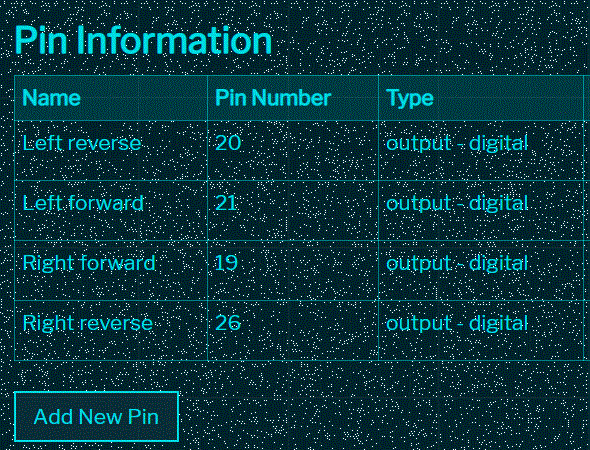 Pin Information
Name Pin Number Type
Left reverse 20 output - digital
Left forward 21 output - digital
Right forward 19 output - digital
Right reverse 26 output - digital
Add New Pin